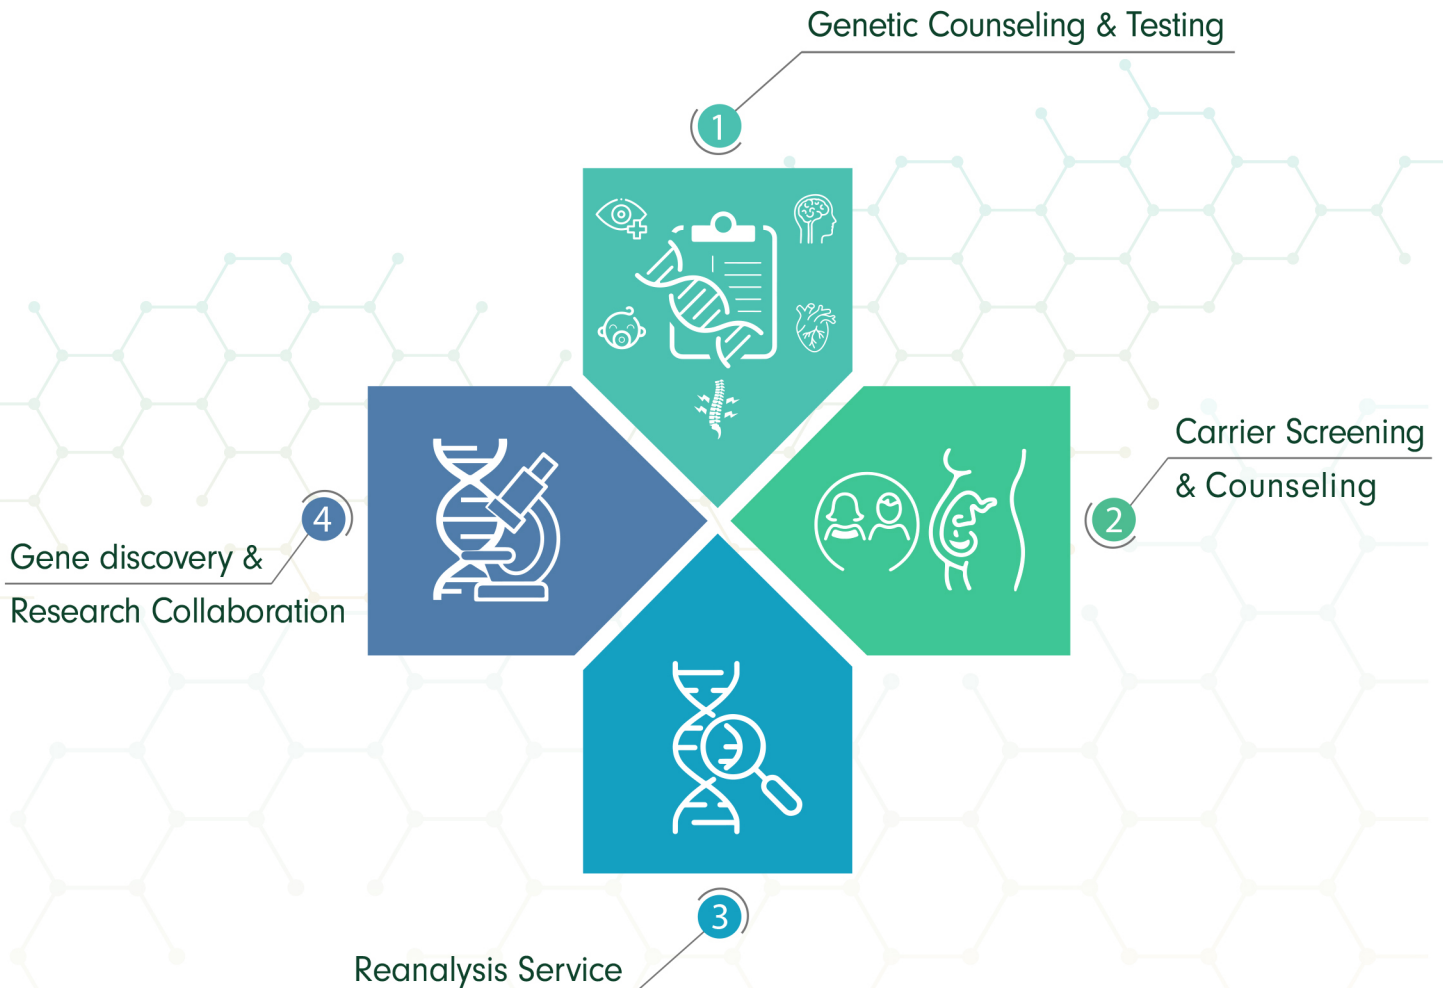 Genetic Counseling & Testing
1
Carrier Screening
& Counseling
2
4
Gene discovery &
Research Collaboration
3
Reanalysis Service